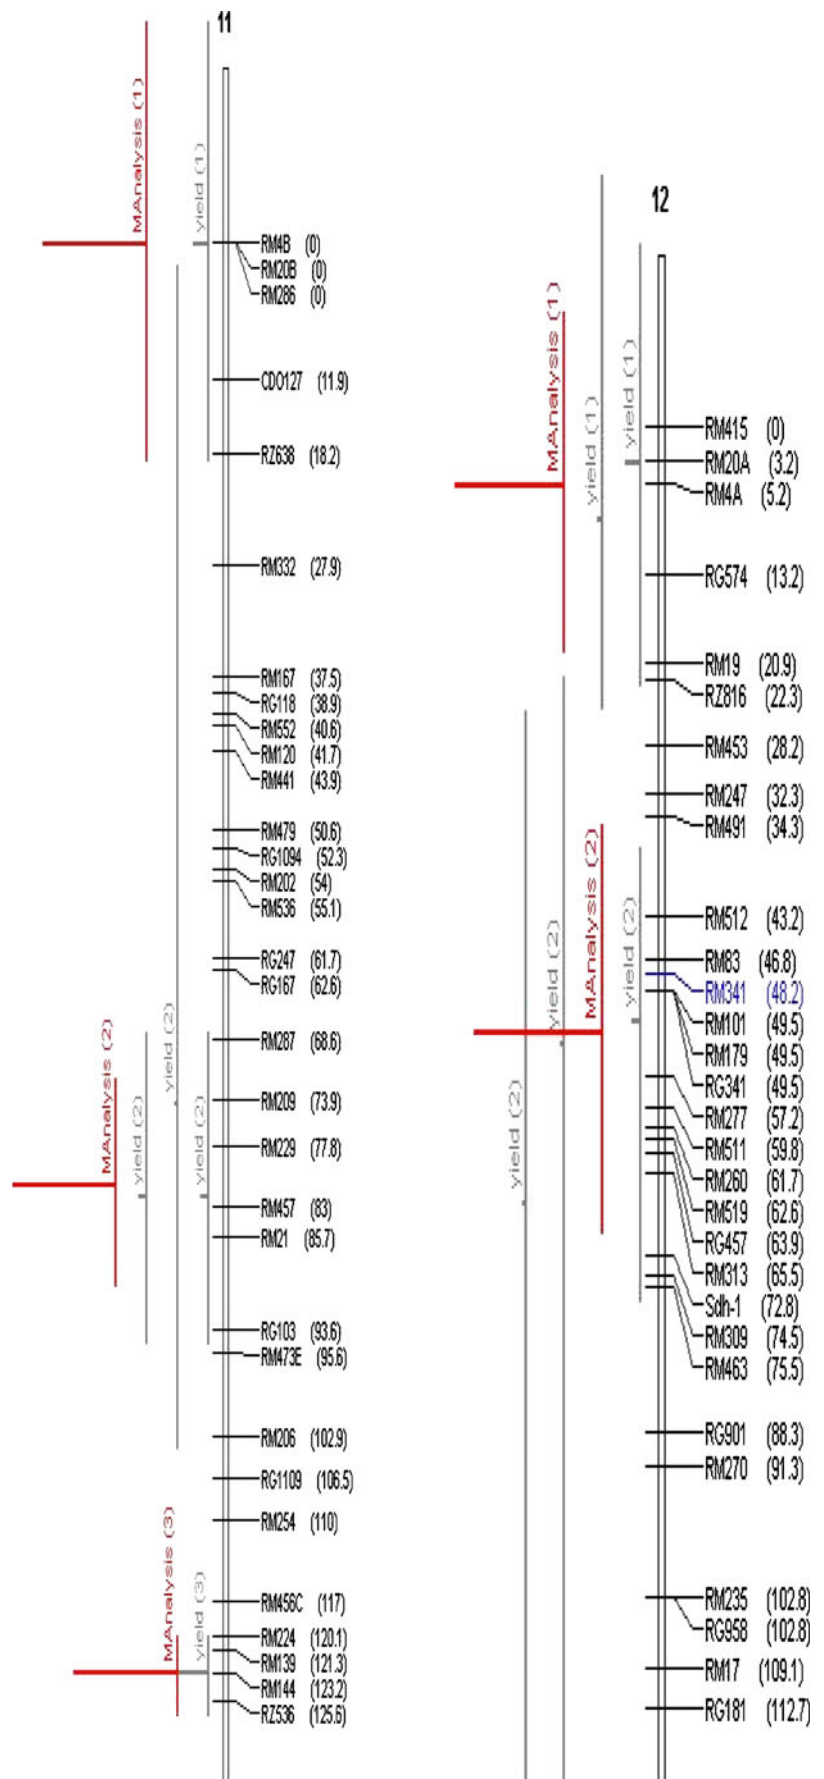 11
MAnalysis (1)
yield (1)
RM4B (0)
RM20B (0)
RM286 (0)
CDO127 (11.9)
RZ638 (18.2)
RM332 (27.9)
RM167 (37.5)
RG118 (38.9)
RM552 (40.6)
RM120 (41.7)
RM441 (43.9)
RM479 (50.6)
RG1094 (52.3)
RM202 (54)
RM536 (55.1)
RG247 (61.7)
RG167 (62.6)
MAnalysis (2)
yield (2)
yield (2)
yield (2)
RM287 (68.6)
RM209 (73.9)
RM229 (77.8)
RM457 (83)
RM21 (85.7)
RG103 (93.6)
RM473E (95.6)
RM206 (102.9)
RG1109 (106.5)
RM254 (110)
MAnalysis (3)
yield (3)
RM456C (117)
RM224 (120.1)
RM139 (121.3)
RM144 (123.2)
RZ536 (125.6)
12
MAnalysis (1)
yield (1)
yield (1)
RM415 (0)
RM20A (3.2)
RM4A (5.2)
RG574 (13.2)
RM19 (20.9)
RZ816 (22.3)
RM453 (28.2)
RM247 (32.3)
RM491 (34.3)
yield (2)
yield (2)
MAnalysis (2)
yield (2)
RM512 (43.2)
RM83 (46.8)
RM341 (48.2)
RM101 (49.5)
RM179 (49.5)
RG341 (49.5)
RM277 (57.2)
RM511 (59.8)
RM260 (61.7)
RM519 (62.6)
RG457 (63.9)
RM313 (65.5)
Sdh-1 (72.8)
RM309 (74.5)
RM463 (75.5)
RG901 (88.3)
RM270 (91.3)
RM235 (102.8)
RG958 (102.8)
RM17 (109.1)
RG181 (112.7)